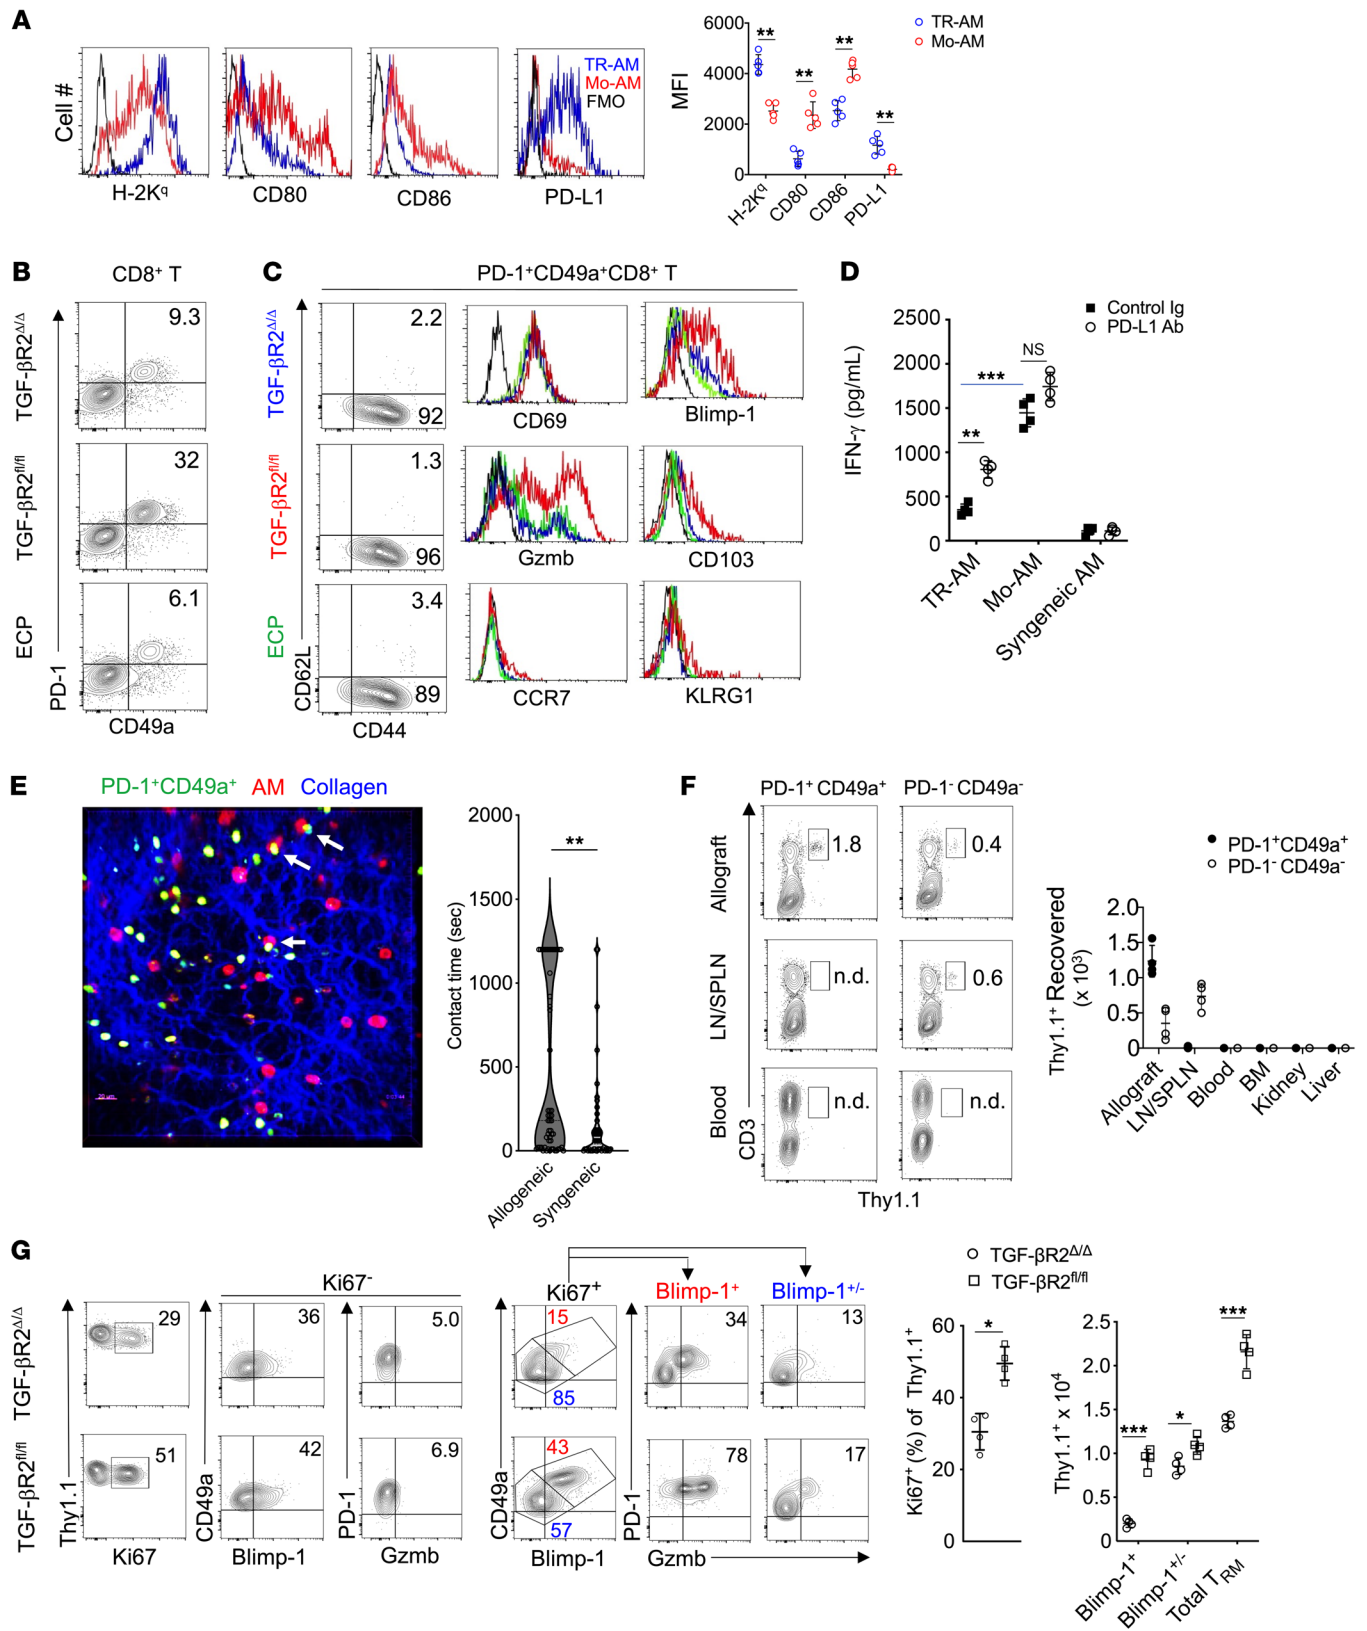 A
Cell #
TR-AM
Mo-AM
FMO
H-2Kq
CD80
CD86
PD-L1
MFI
6000
4000
2000
0
**
**
**
**
H-2Kq
CD80
CD86
PD-L1
TR-AM
Mo-AM
B
CD8+ T
TGF-βR2Δ/Δ
9.3
TGF-βR2fl/fl
32
ECP
6.1
PD-1
CD49a
C
PD-1+CD49a+CD8+ T
TGF-βR2Δ/Δ
2.2
92
TGF-βR2fl/fl
1.3
96
ECP
3.4
89
CD62L
CD44
CD69
Blimp-1
Gzmb
CD103
CCR7
KLRG1
D
Control Ig
PD-L1 Ab
IFN-γ (pg/mL)
2500
2000
1500
1000
500
0
**
***
NS
TR-AM
Mo-AM
Syngeneic AM
E
PD-1+CD49a+ AM Collagen
Contact time (sec)
2000
1500
1000
500
0
**
Allogeneic
Syngeneic
F
PD-1+ CD49a+
PD-1- CD49a-
Allograft
1.8
0.4
LN/SPLN
n.d.
0.6
Blood
n.d.
n.d.
CD3
Thy1.1
PD-1+CD49a+
PD-1- CD49a-
Thy1.1+ Recovered
(x 103)
2.0
1.5
1.0
0.5
0
Allograft
LN/SPLN
Blood
BM
Kidney
Liver
G
Ki67-
Ki67+
Blimp-1+
Blimp-1+/-
TGF-βR2Δ/Δ
29
36
5.0
15
85
34
13
TGF-βR2fl/fl
51
42
6.9
43
57
78
17
Thy1.1
Ki67
CD49a
Blimp-1
PD-1
Gzmb
CD49a
Blimp-1
PD-1
Gzmb
TGF-βR2Δ/Δ
TGF-βR2fl/fl
Ki67+ (%) of Thy1.1+
60
40
20
0
*
Thy1.1+ x 104
2.5
2.0
1.5
1.0
0.5
0
***
*
***
Blimp-1+
Blimp-1+/-
Total TRM